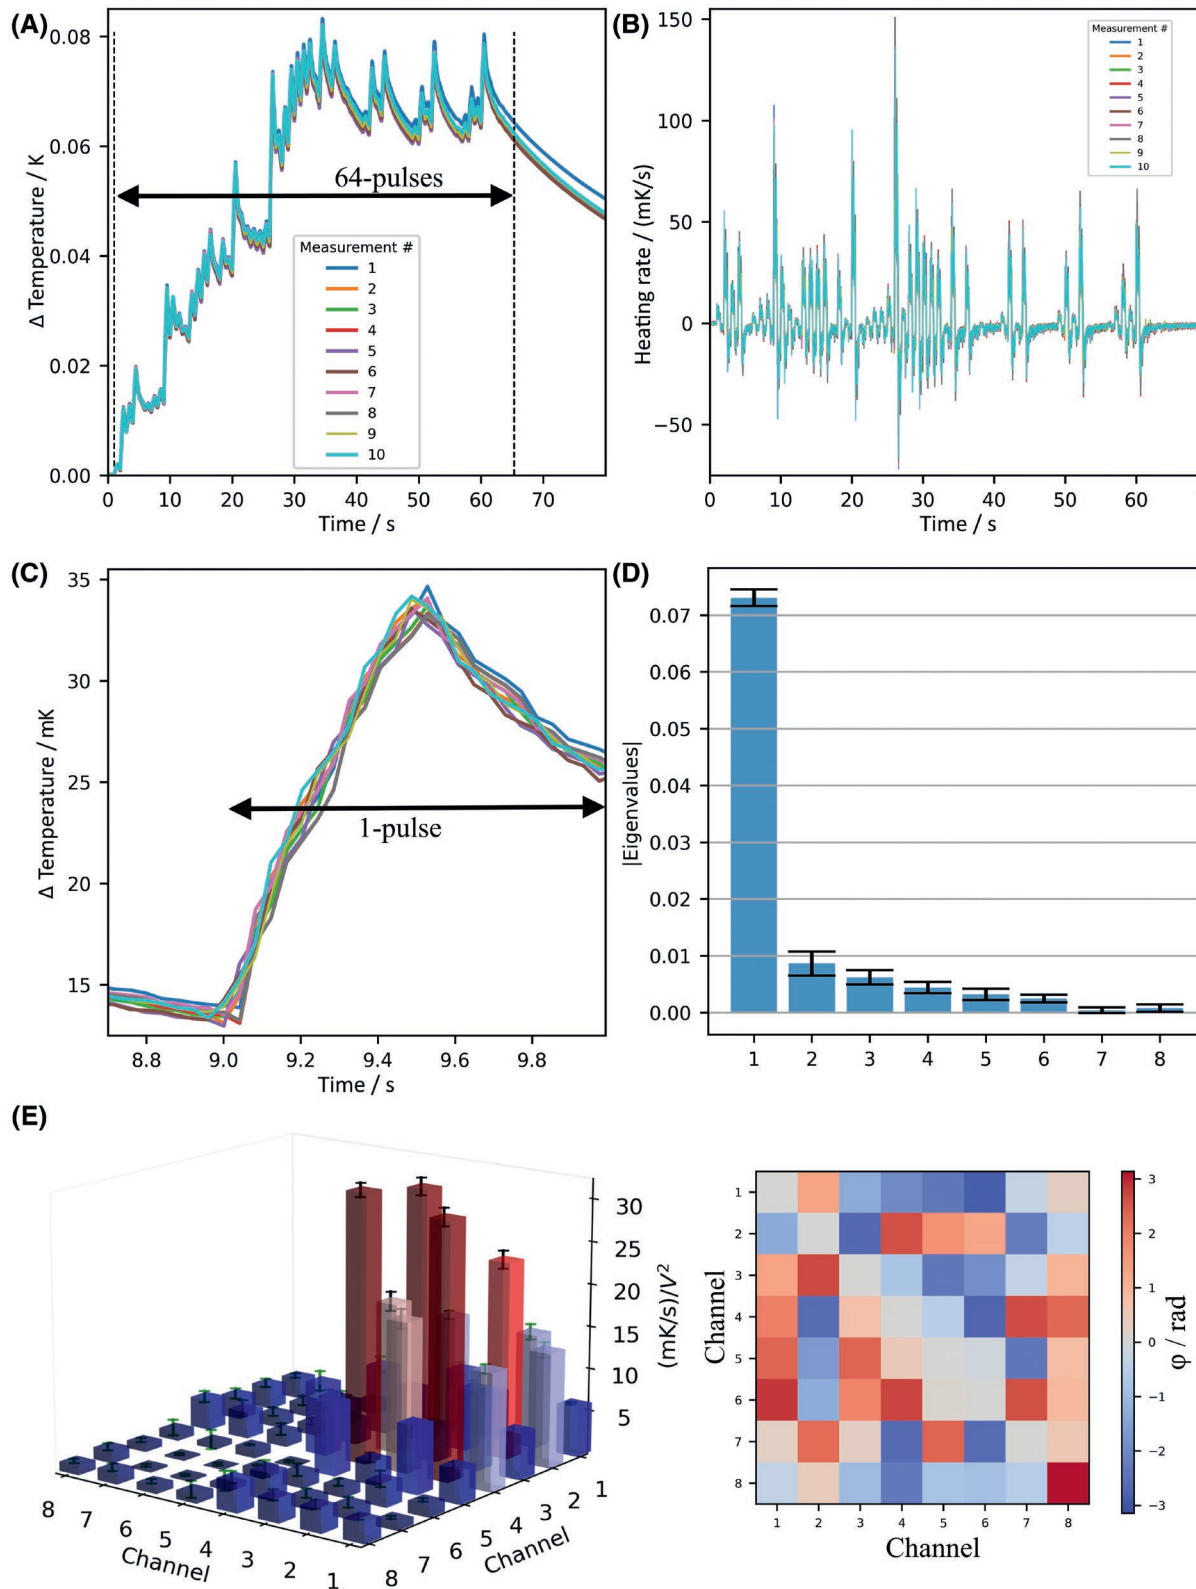 (A)
Δ Temperature / K
0.08
0.06
0.04
0.02
0.00
64-pulses
Measurement #
1
2
3
4
5
6
7
8
9
10
0 10 20 30 40 50 60 70
Time / s
(B)
Heating rate / (mK/s)
150
100
50
0
−50
Measurement #
1
2
3
4
5
6
7
8
9
10
0 10 20 30 40 50 60
Time / s
(C)
Δ Temperature / mK
35
30
25
20
15
1-pulse
8.8 9.0 9.2 9.4 9.6 9.8
Time / s
(D)
|Eigenvalues|
0.07
0.06
0.05
0.04
0.03
0.02
0.01
0.00
1 2 3 4 5 6 7 8
(E)
30
25
20
15
10
5
(mK/s)/V²
8 7 6 5 4 3 2 1
Channel
8 7 6 5 4 3 2 1
Channel
Channel
1
2
3
4
5
6
7
8
1 2 3 4 5 6 7 8
Channel
3
2
1
0
−1
−2
−3
φ / rad